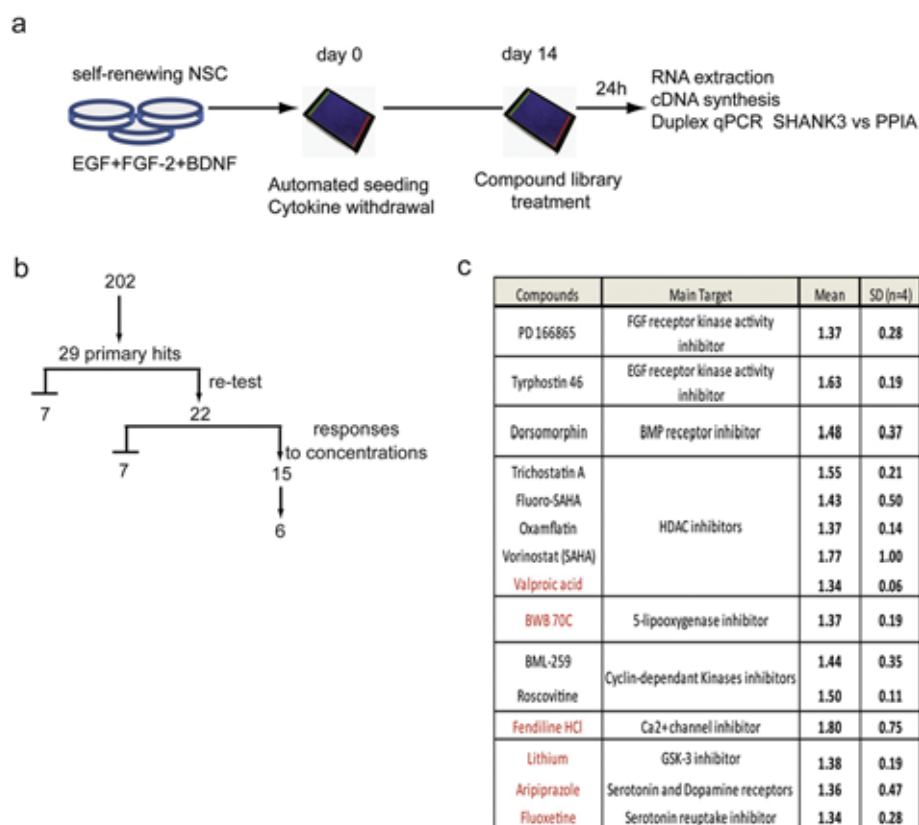 a
self-renewing NSC
EGF+FGF-2+BDNF
day 0
Automated seeding
Cytokine withdrawal
day 14
Compound library
treatment
24h
RNA extraction
cDNA synthesis
Duplex qPCR SHANK3 vs PPIA
b
202
29 primary hits
re-test
7
22
responses
to concentrations
7
15
6
c
Compounds Main Target Mean SD (n=4)
PD 166865 FGF receptor kinase activity inhibitor 1.37 0.28
Tyrphostin 46 EGF receptor kinase activity inhibitor 1.63 0.19
Dorsomorphin BMP receptor inhibitor 1.48 0.37
Trichostatin A 1.55 0.21
Fluoro-SAHA 1.43 0.50
Oxamflatin HDAC inhibitors 1.37 0.14
Vorinostat (SAHA) 1.77 1.00
Valproic acid 1.34 0.06
BWB 70C 5-lipooxygenase inhibitor 1.37 0.19
BML-259 1.44 0.35
Cyclin-dependant Kinases inhibitors
Roscovitine 1.50 0.11
Fendiline HCl Ca2+ channel inhibitor 1.80 0.75
Lithium GSK-3 inhibitor 1.38 0.19
Aripiprazole Serotonin and Dopamine receptors 1.36 0.47
Fluoxetine Serotonin reuptake inhibitor 1.34 0.28